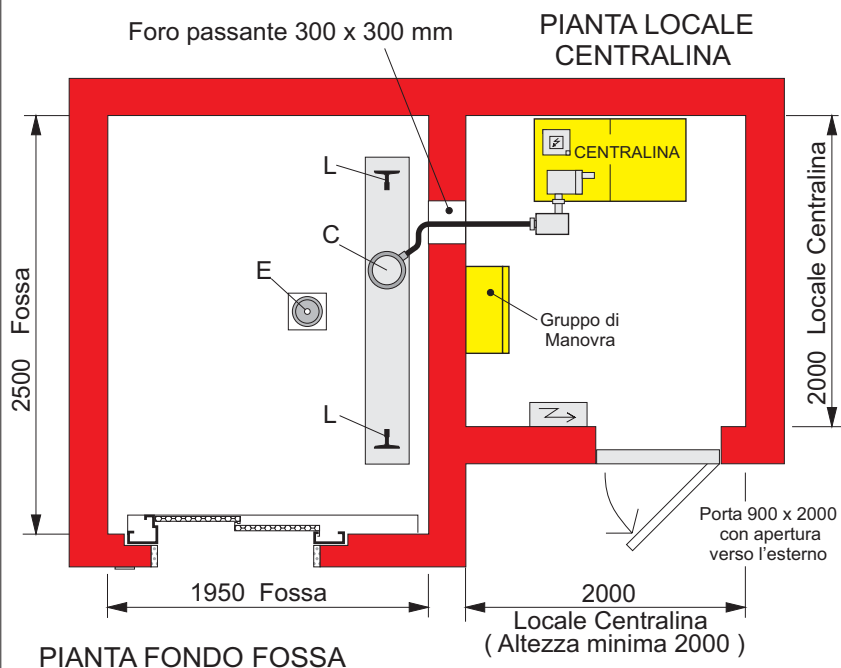 PIANTA LOCALE
CENTRALINA
Foro passante 300 x 300 mm
L
CENTRALINA
C
E
Gruppo di
Manovra
L
2500 Fossa
2000 Locale Centralina
Porta 900 x 2000
con apertura
verso l'esterno
1950 Fossa
2000
Locale Centralina
( Altezza minima 2000 )
PIANTA FONDO FOSSA